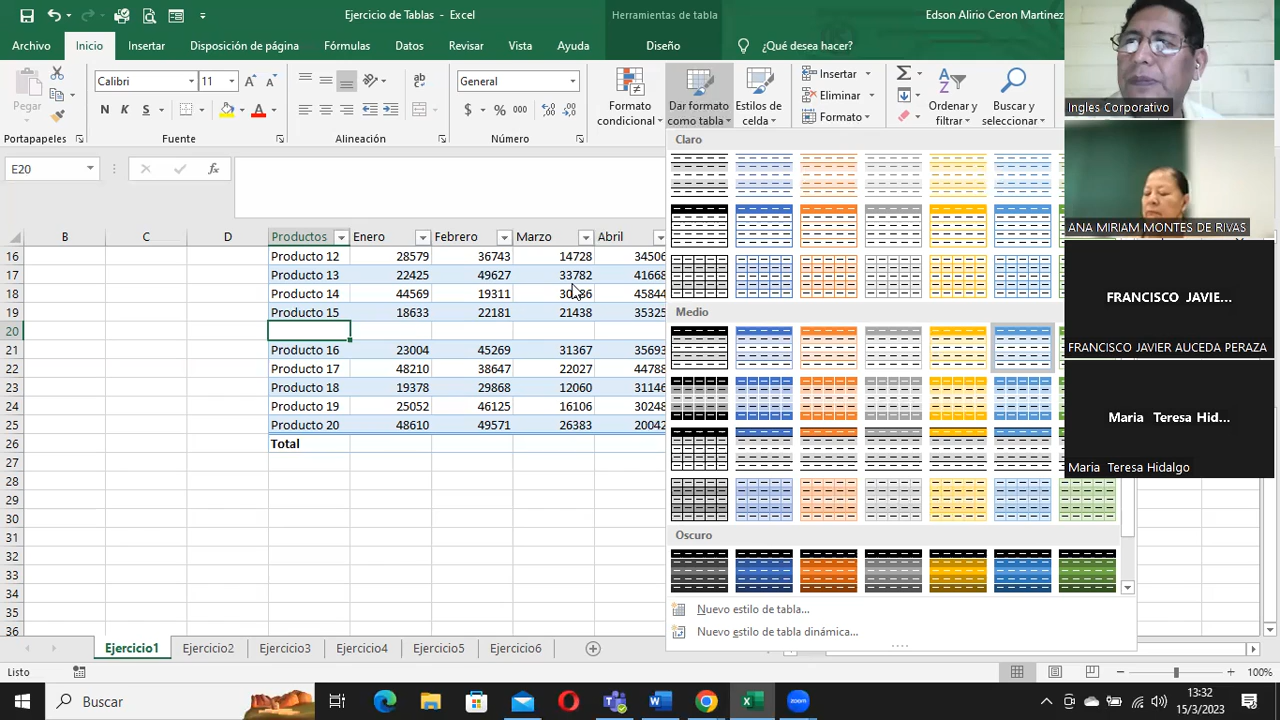 Ejercicio de Tablas - Excel
Herramientas de tabla
Edson Alirio Ceron Martinez
Archivo Inicio Insertar Disposición de página Fórmulas Datos Revisar Vista Ayuda Diseño ¿Qué desea hacer?
Pegar
Calibri 11
N K S
General
$ % 000
Formato condicional
Dar formato como tabla
Estilos de celda
Insertar
Eliminar
Formato
Ordenar y filtrar
Buscar y seleccionar
Portapapeles Fuente Alineación Número
E20
fx
Claro
Medio
Oscuro
Nuevo estilo de tabla...
Nuevo estilo de tabla dinámica...
B C D Productos Enero Febrero Marzo Abril
16 Producto 12 28579 36743 14728 34506
17 Producto 13 22425 49627 33782 41668
18 Producto 14 44569 19311 45844
19 Producto 15 18633 22181 21438 35325
20
21 Producto 16 23004 45269 31367 35693
22 Producto 17 48210 38647 22027 44788
23 Producto 18 19378 29868 12060 31146
24 Producto 19 25052 46125 16106 30248
25 Producto 20 48610 49571 26383 20042
26 Total
27
28
29
30
31
32
33
34
35
36
Ejercicio1 Ejercicio2 Ejercicio3 Ejercicio4 Ejercicio5 Ejercicio6
Listo
100%
Buscar
13:32
15/3/2023
Ingles Corporativo
ANA MIRIAM MONTES DE RIVAS
FRANCISCO JAVIE...
FRANCISCO JAVIER AUCEDA PERAZA
Maria Teresa Hid...
Maria Teresa Hidalgo